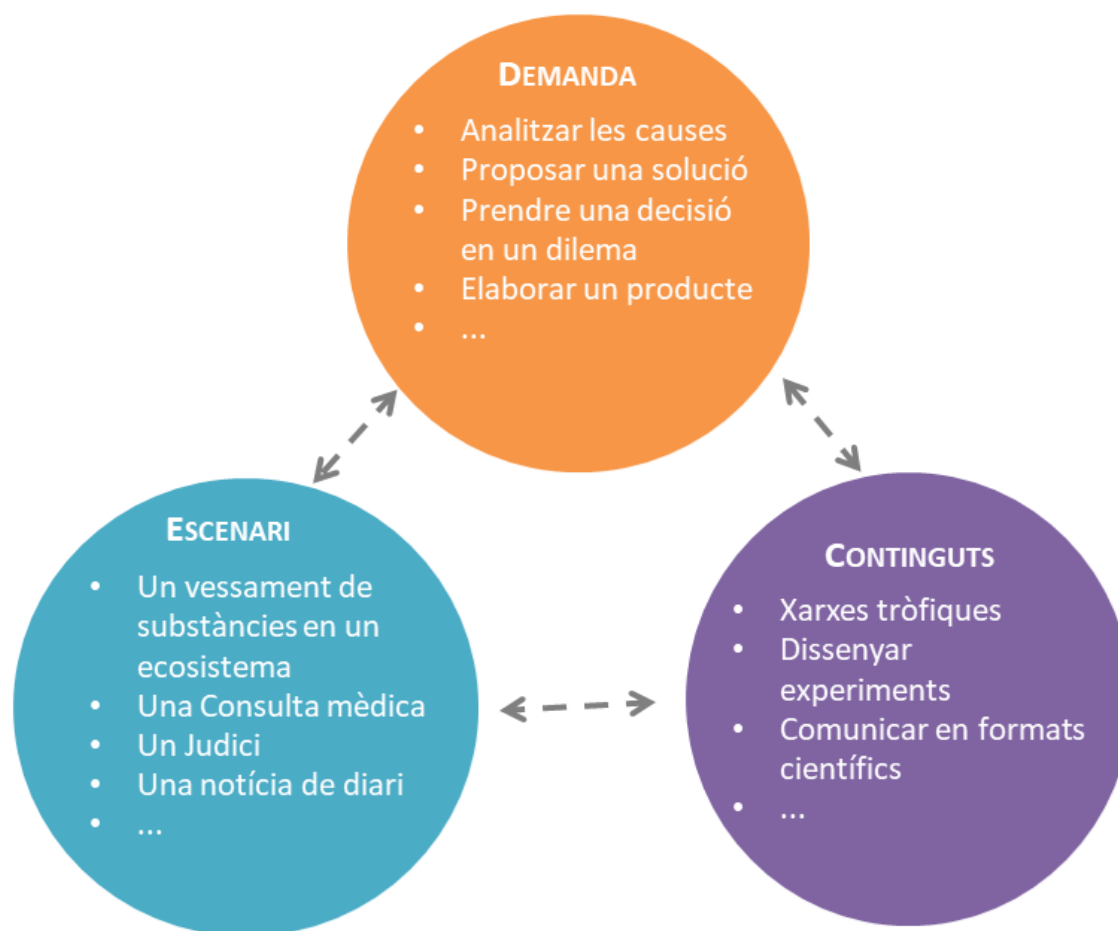 DEMANDA
• Analitzar les causes
• Proposar una solució
• Prendre una decisió
en un dilema
• Elaborar un producte
• ...
ESCENARI
• Un vessament de
substàncies en un
ecosistema
• Una Consulta mèdica
• Un Judici
• Una notícia de diari
• ...
CONTINGUTS
• Xarxes tròfiques
• Dissenyar
experiments
• Comunicar en formats
científics
• ...